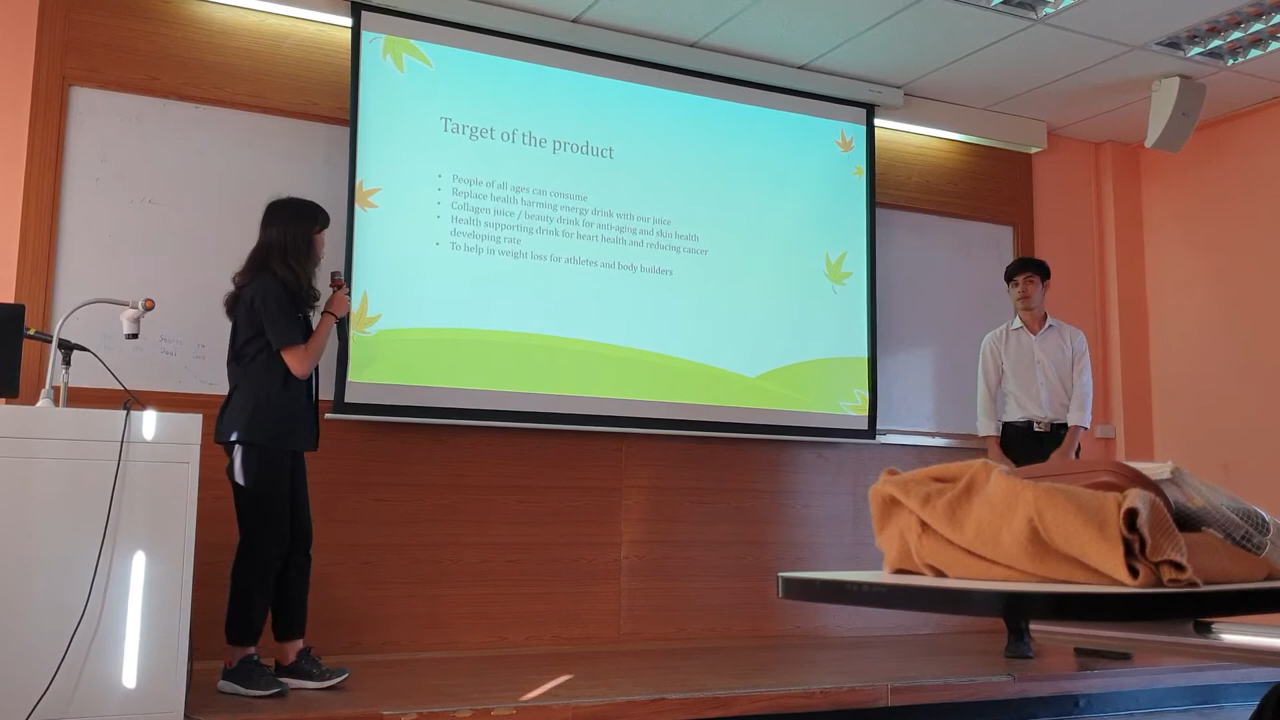 Target of the product
• People of all ages can consume
• Replace health harming energy drink with our juice
• Collagen juice / beauty drink for anti-aging and skin health
• Health supporting drink for heart health and reducing cancer
developing rate
• To help in weight loss for athletes and body builders